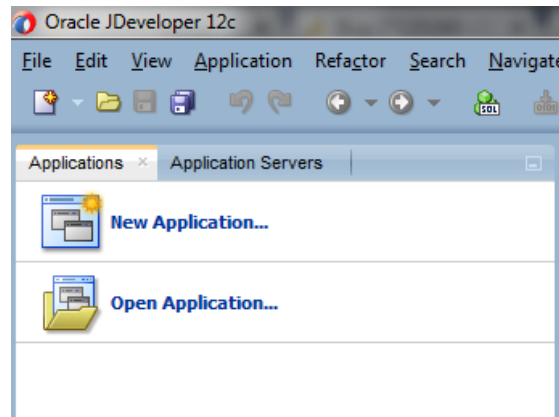 Oracle JDeveloper 12c
File Edit View Application Refactor Search Navigate
SQL
Applications × Application Servers
New Application...
Open Application...